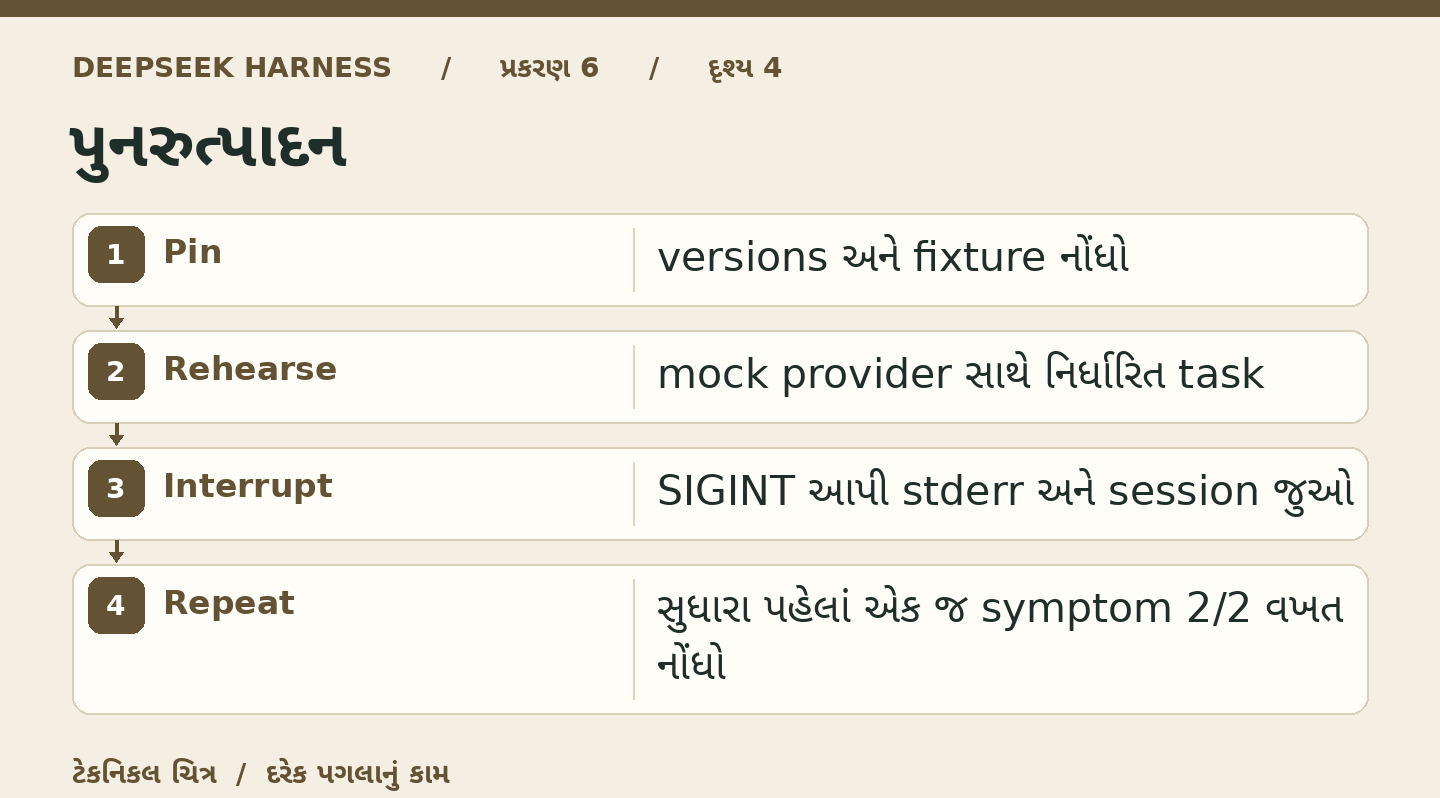 DEEPSEEK HARNESS / પ્રકરણ 6 / દૃશ્ય 4
પુનરુત્પાદન
1 Pin versions અને fixture નોંધો
2 Rehearse mock provider સાથે નિર્ધારિત task
3 Interrupt SIGINT આપી stderr અને session જુઓ
4 Repeat સુધારા પહેલાં એક જ symptom 2/2 વખત
નોંધો
ટેકનિકલ ચિત્ર / દરેક પગલાનું કામ